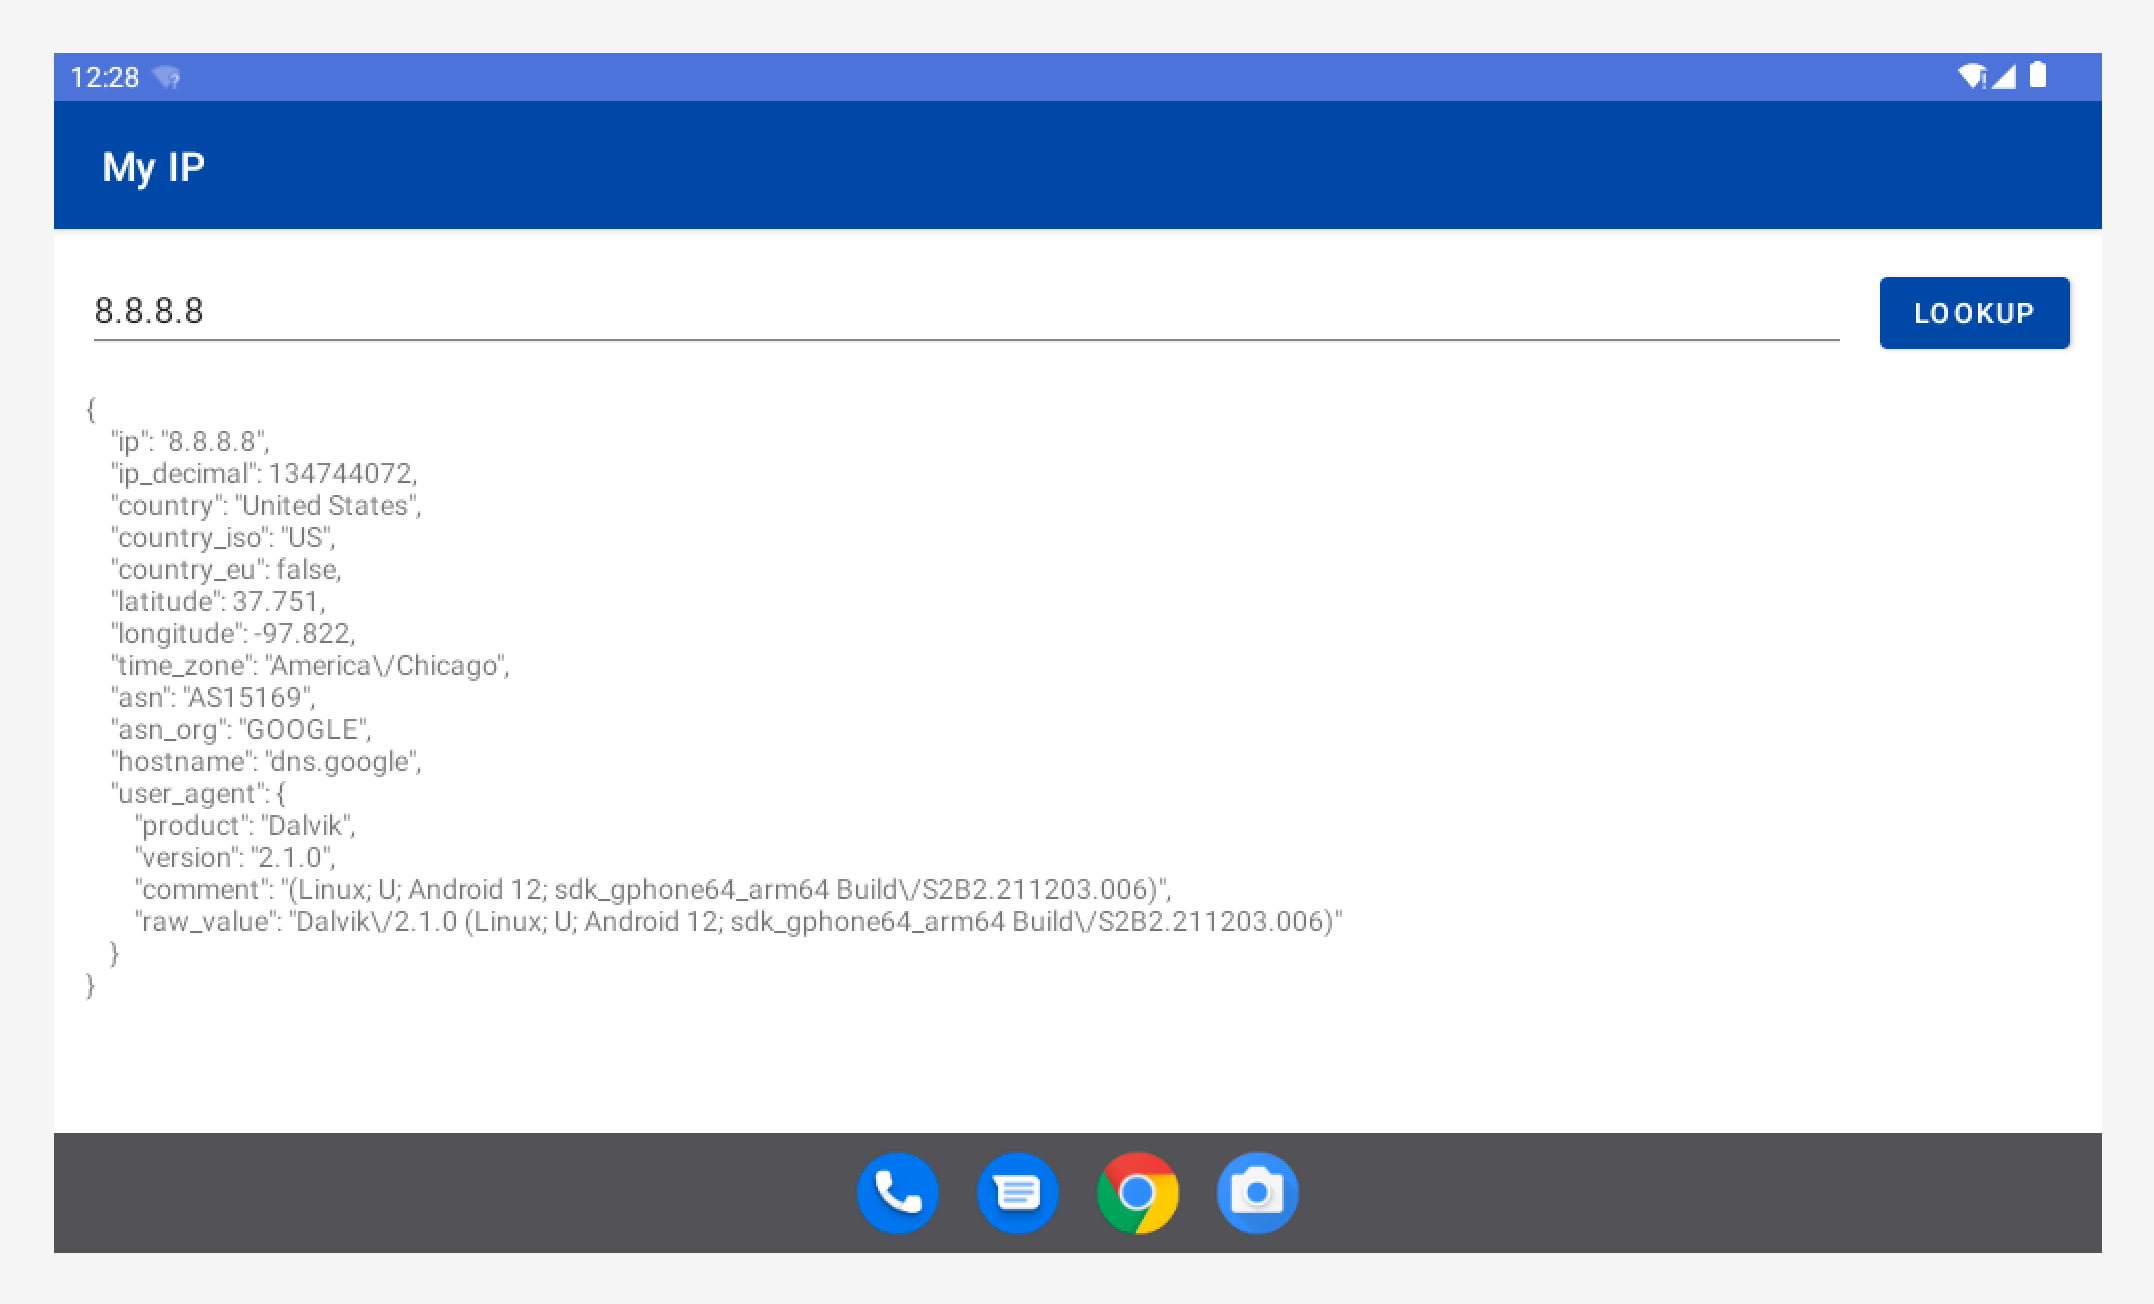 12:28
My IP
8.8.8.8
LOOKUP
{
"ip": "8.8.8.8",
"ip_decimal": 134744072,
"country": "United States",
"country_iso": "US",
"country_eu": false,
"latitude": 37.751,
"longitude": -97.822,
"time_zone": "America\/Chicago",
"asn": "AS15169",
"asn_org": "GOOGLE",
"hostname": "dns.google",
"user_agent": {
"product": "Dalvik",
"version": "2.1.0",
"comment": "(Linux; U; Android 12; sdk_gphone64_arm64 Build\/S2B2.211203.006)",
"raw_value": "Dalvik\/2.1.0 (Linux; U; Android 12; sdk_gphone64_arm64 Build\/S2B2.211203.006)"
}
}